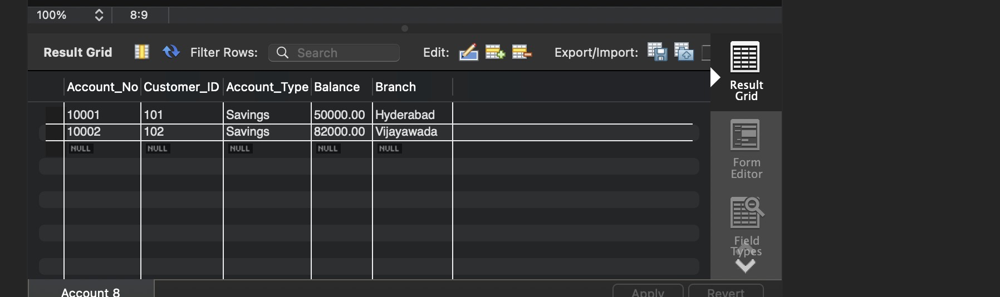 100% 8:9
Result Grid Filter Rows: Search Edit: Export/Import:
Account_No Customer_ID Account_Type Balance Branch
10001 101 Savings 50000.00 Hyderabad
10002 102 Savings 82000.00 Vijayawada
NULL NULL NULL NULL NULL
Result
Grid
Form
Editor
Field
Types
Account 8 Apply Revert